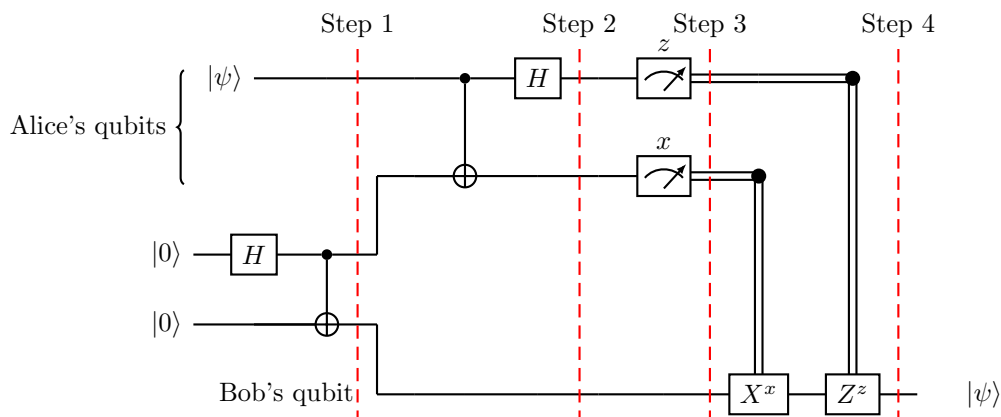 Step 1
Step 2
Step 3
Step 4
z
|ψ⟩
H
Alice's qubits
x
|0⟩
H
|0⟩
Bob's qubit
X^x
Z^z
|ψ⟩